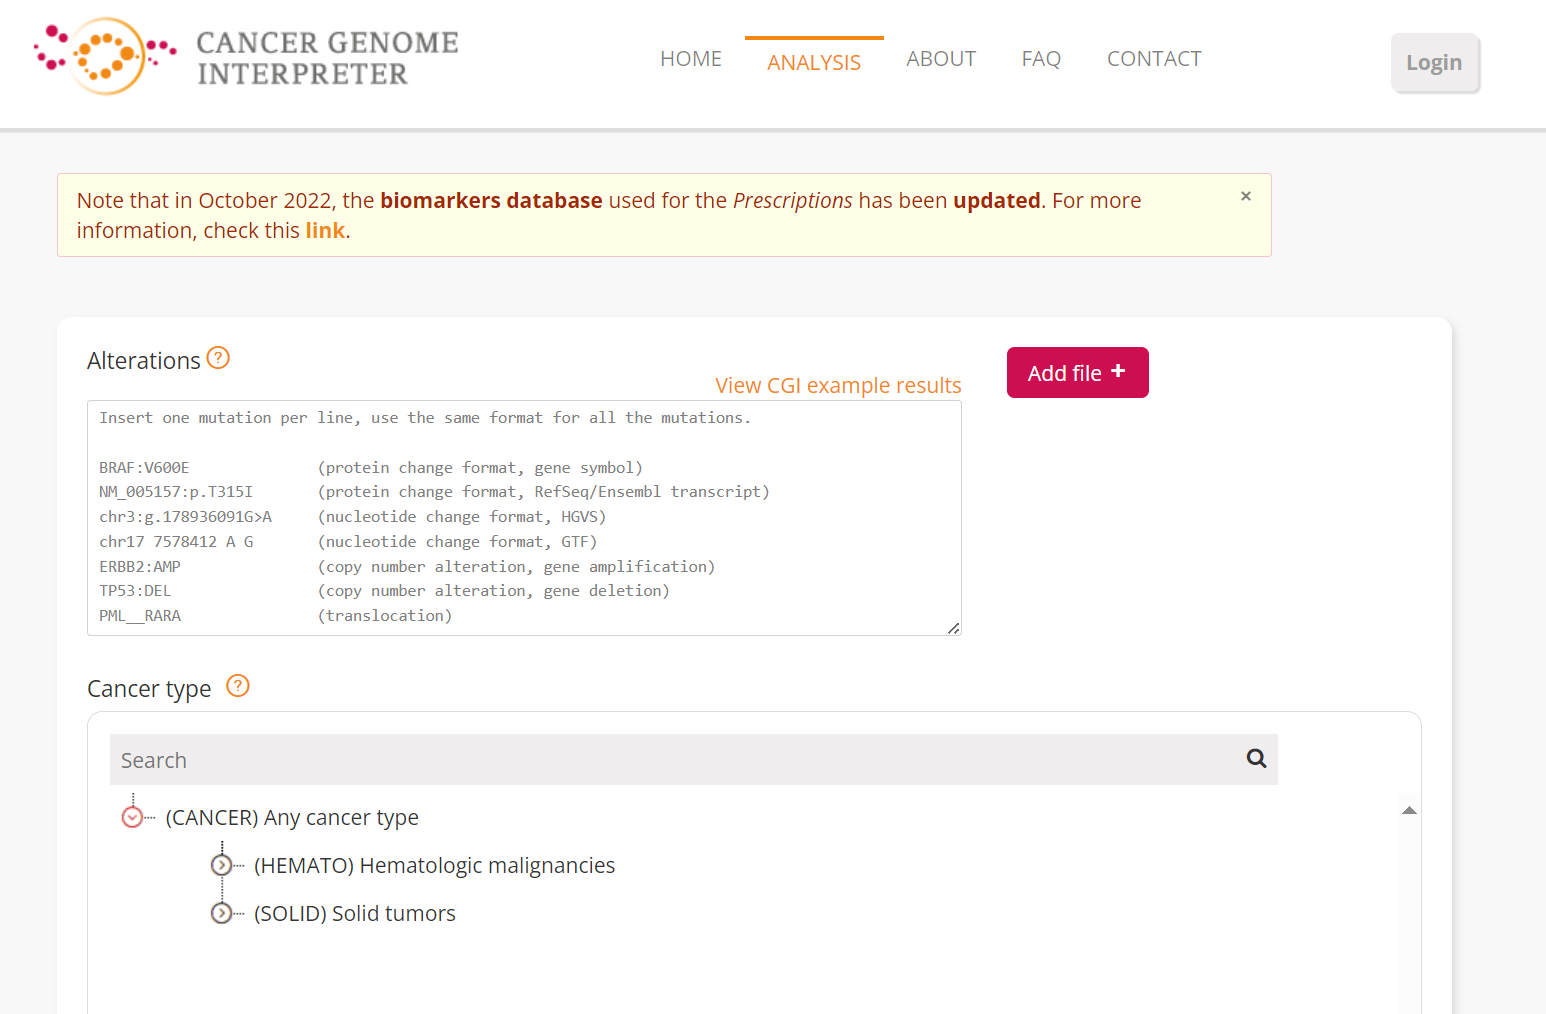 CANCER GENOME
INTERPRETER
HOME ANALYSIS ABOUT FAQ CONTACT
Login
Note that in October 2022, the biomarkers database used for the Prescriptions has been updated. For more
information, check this link.
×
Alterations ?
View CGI example results
Add file +
Insert one mutation per line, use the same format for all the mutations.
BRAF:V600E (protein change format, gene symbol)
NM_005157:p.T315I (protein change format, RefSeq/Ensembl transcript)
chr3:g.178936091G>A (nucleotide change format, HGVS)
chr17 7578412 A G (nucleotide change format, GTF)
ERBB2:AMP (copy number alteration, gene amplification)
TP53:DEL (copy number alteration, gene deletion)
PML__RARA (translocation)
Cancer type ?
Search
(CANCER) Any cancer type
(HEMATO) Hematologic malignancies
(SOLID) Solid tumors